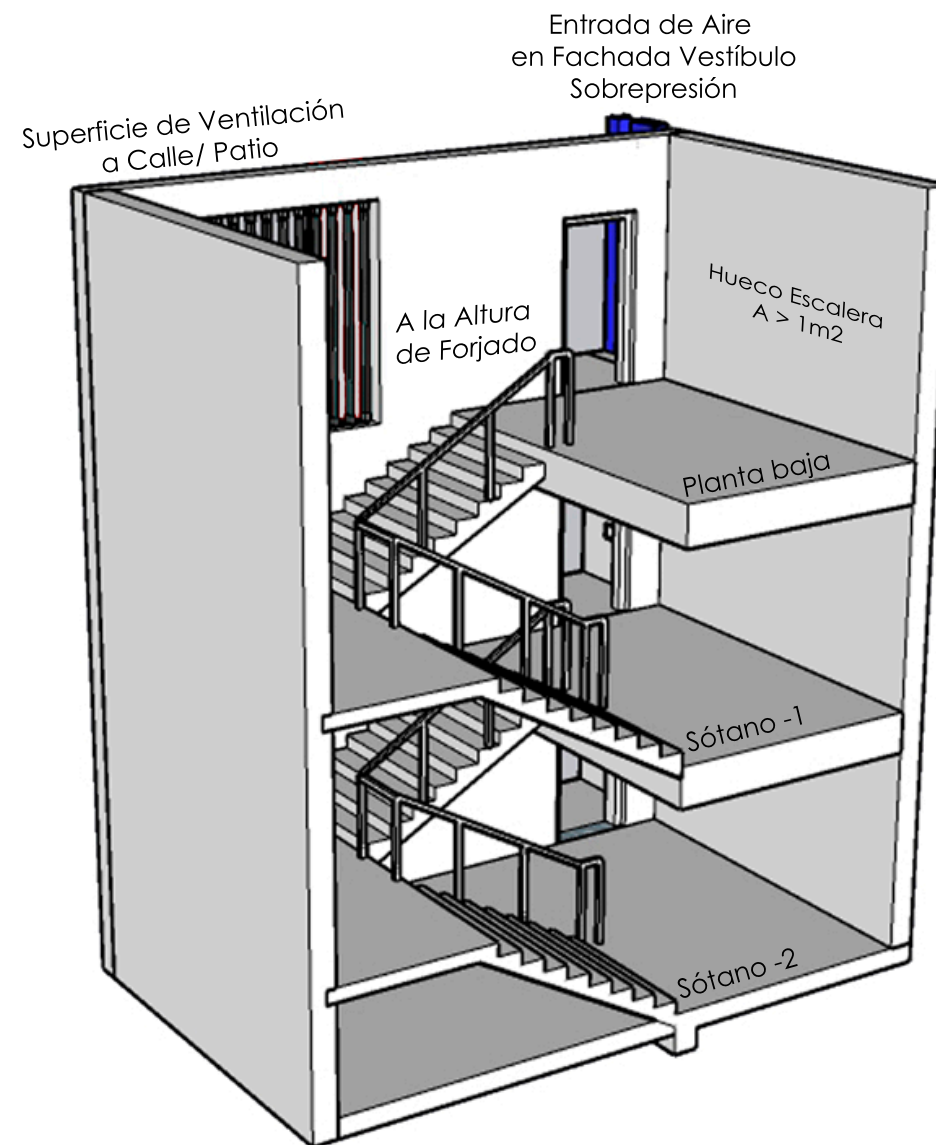 Entrada de Aire
en Fachada Vestíbulo
Sobrepresión
Superficie de Ventilación
a Calle/ Patio
A la Altura
de Forjado
Hueco Escalera
A > 1m2
Planta baja
Sótano -1
Sótano -2